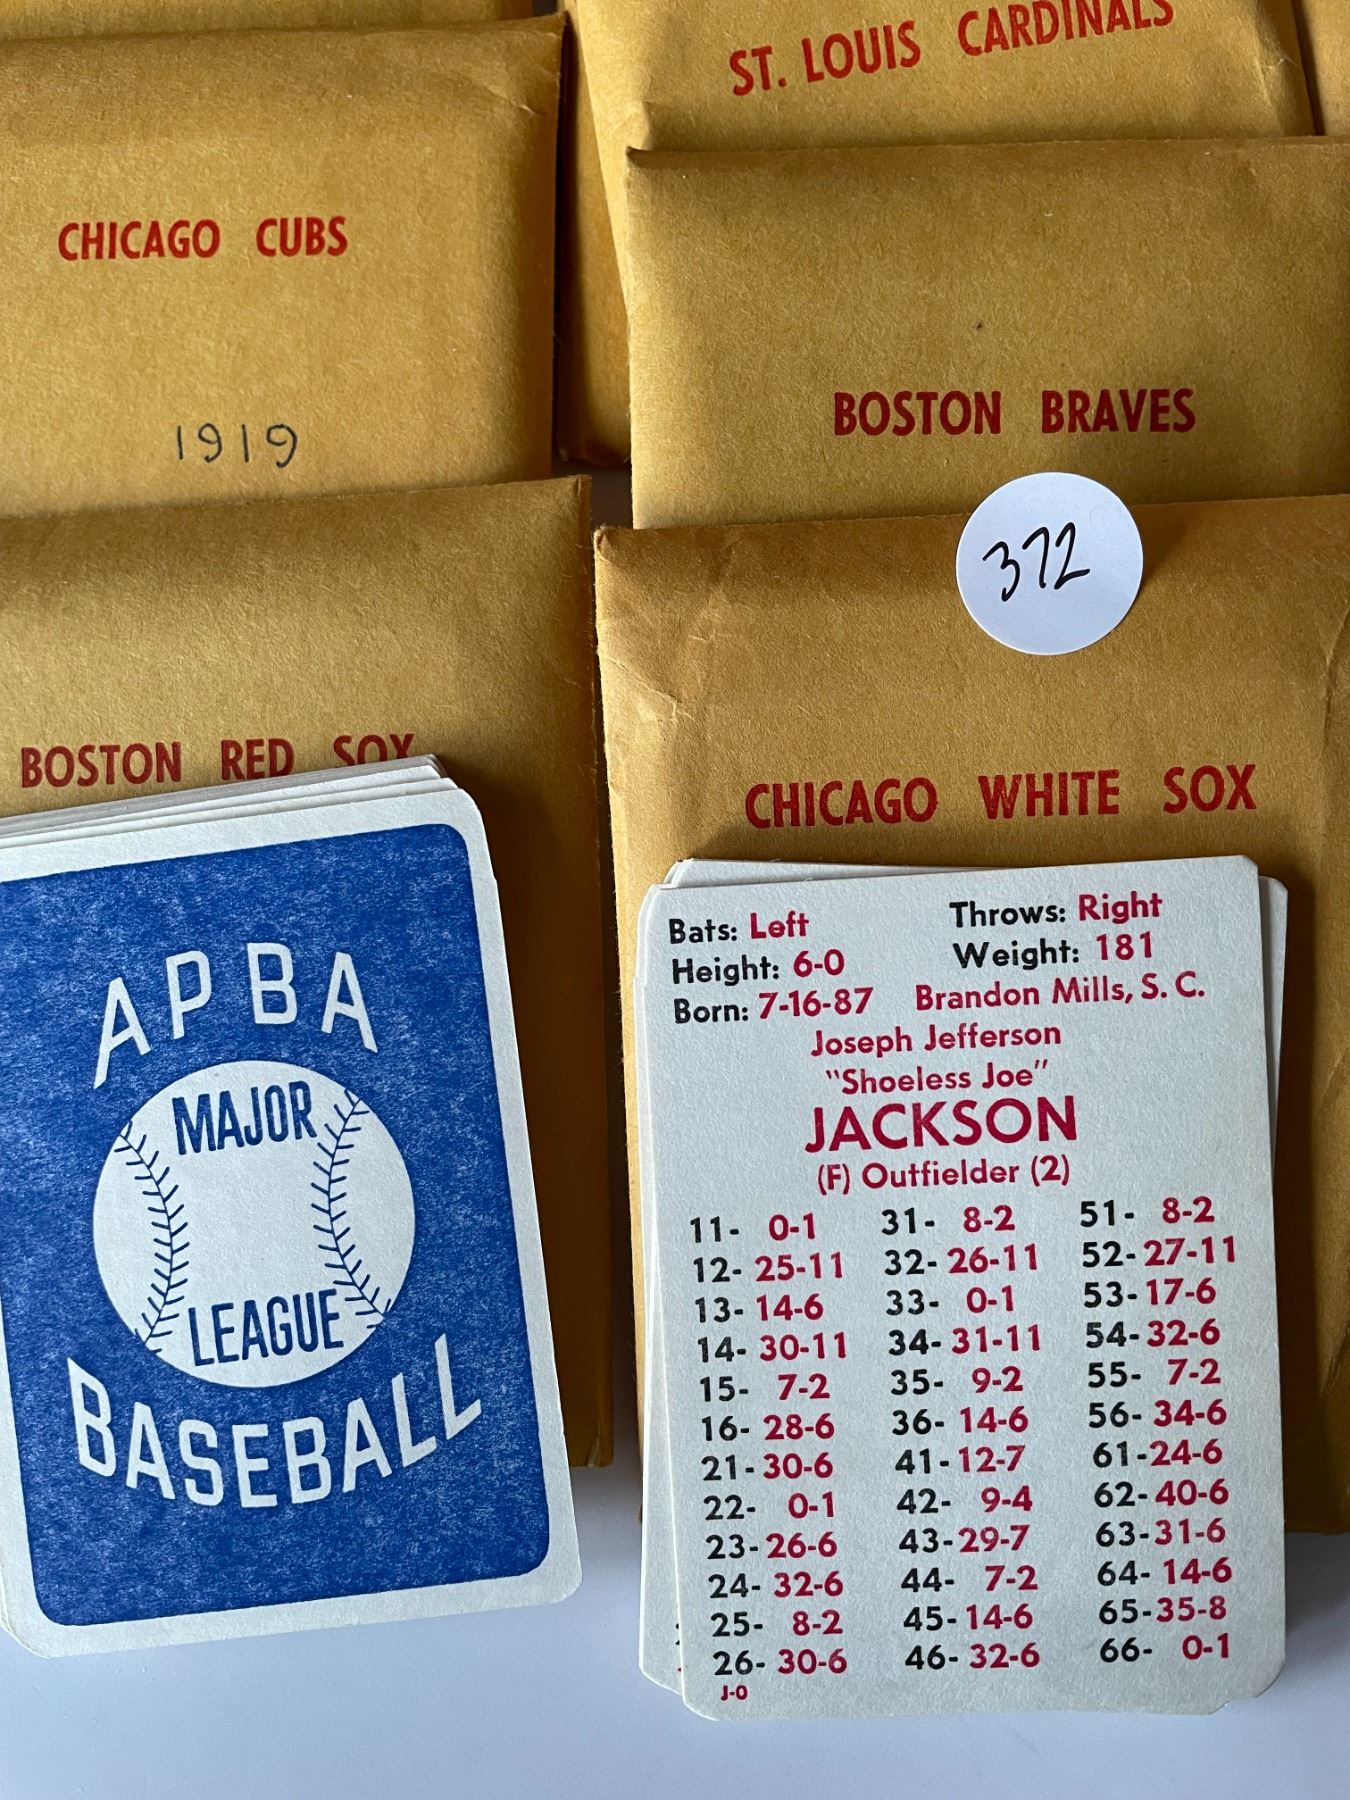 ST. LOUIS CARDINALS
CHICAGO CUBS
1919
BOSTON BRAVES
372
BOSTON RED SOX
CHICAGO WHITE SOX
APBA
MAJOR
LEAGUE
BASEBALL
Bats: Left Throws: Right
Height: 6-0 Weight: 181
Born: 7-16-87 Brandon Mills, S. C.
Joseph Jefferson
"Shoeless Joe"
JACKSON
(F) Outfielder (2)
11- 0-1 31- 8-2 51- 8-2
12- 25-11 32- 26-11 52- 27-11
13- 14-6 33- 0-1 53- 17-6
14- 30-11 34- 31-11 54- 32-6
15- 7-2 35- 9-2 55- 7-2
16- 28-6 36- 14-6 56- 34-6
21- 30-6 41- 12-7 61- 24-6
22- 0-1 42- 9-4 62- 40-6
23- 26-6 43- 29-7 63- 31-6
24- 32-6 44- 7-2 64- 14-6
25- 8-2 45- 14-6 65- 35-8
26- 30-6 46- 32-6 66- 0-1
J-0